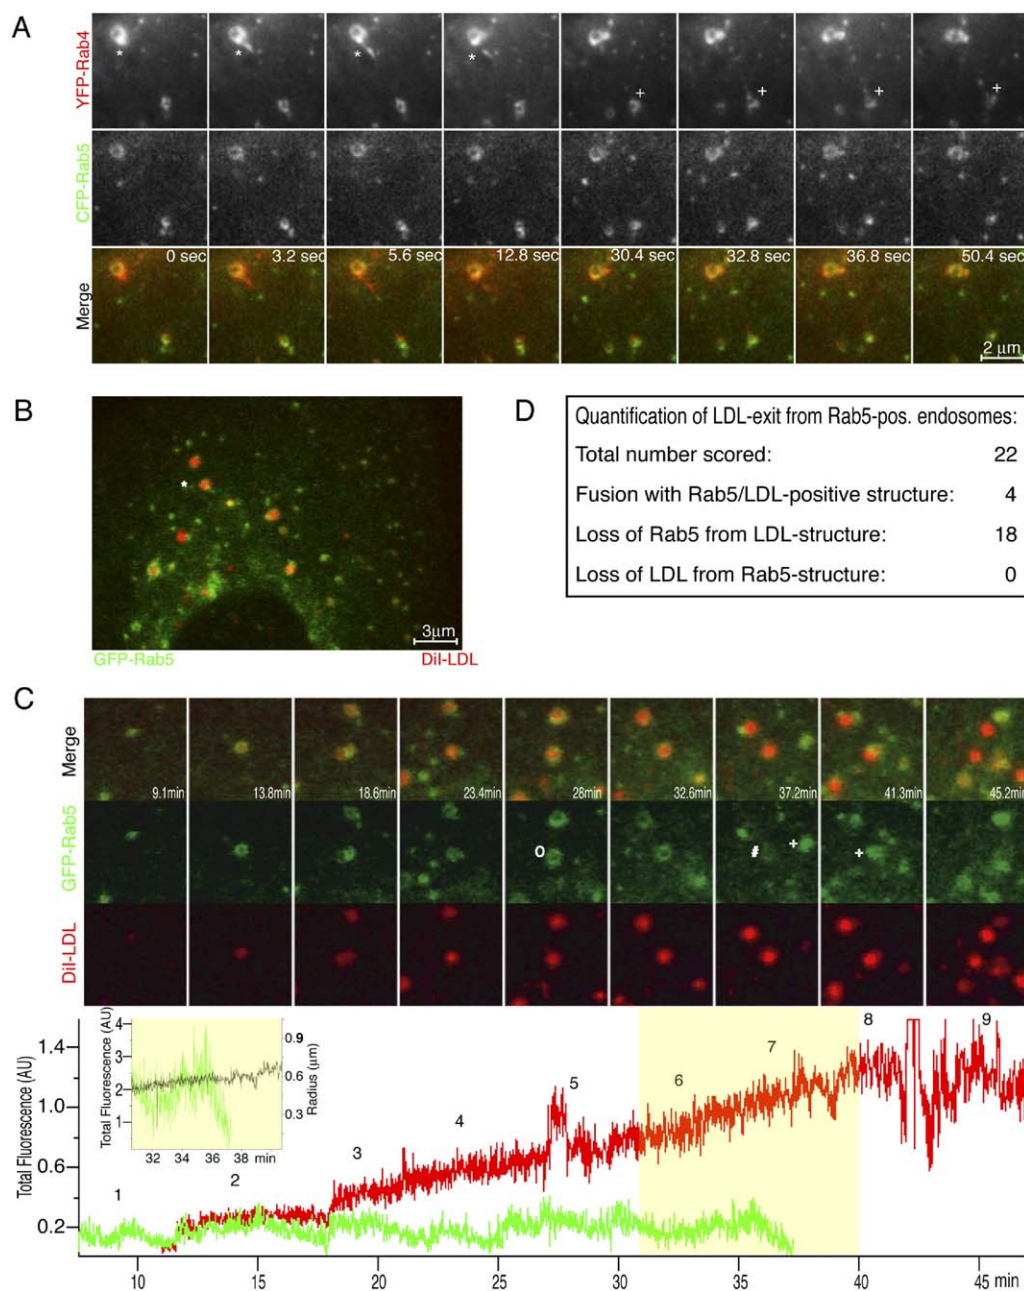 A
YFP-Rab4
* * * * + + + +
CFP-Rab5
Merge
0 sec 3.2 sec 5.6 sec 12.8 sec 30.4 sec 32.8 sec 36.8 sec 50.4 sec
2 μm
B
*
3μm
GFP-Rab5 DiI-LDL
D
Quantification of LDL-exit from Rab5-pos. endosomes:
Total number scored: 22
Fusion with Rab5/LDL-positive structure: 4
Loss of Rab5 from LDL-structure: 18
Loss of LDL from Rab5-structure: 0
C
Merge
9.1min 13.8min 18.6min 23.4min 28min 32.6min 37.2min 41.3min 45.2min
GFP-Rab5
o # + +
DiI-LDL
Total Fluorescence (AU)
1.4
1.0
0.6
0.2
1 2 3 4 5 6 7 8 9
10 15 20 25 30 35 40 45 min
Total Fluorescence (AU)
4
3
2
1
0.9
0.6
0.3
Radius (μm)
32 34 36 38 min